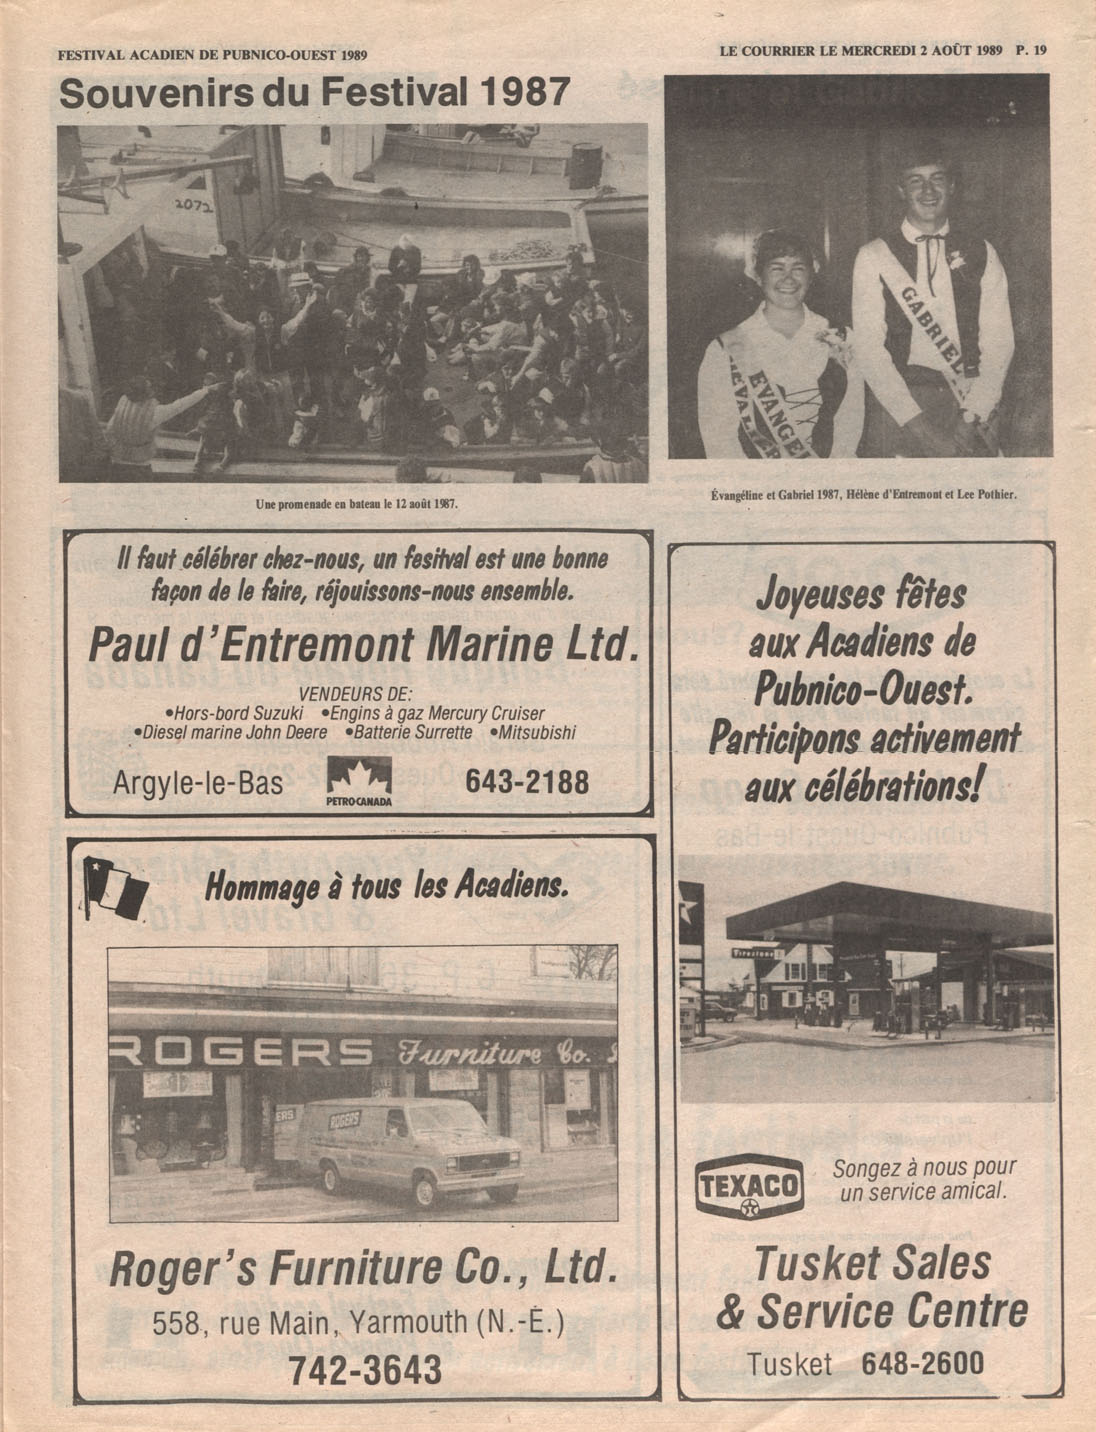 FESTIVAL ACADIEN DE PUBNICO-OUEST 1989
LE COURRIER LE MERCREDI 2 AOÛT 1989 P. 19
Souvenirs du Festival 1987
2072
Une promenade en bateau le 12 août 1987.
GABRIEL
EVANGEL
Évangéline et Gabriel 1987, Hélène d'Entremont et Lee Pothier.
Il faut célébrer chez-nous, un fesitval est une bonne
façon de le faire, réjouissons-nous ensemble.
Paul d'Entremont Marine Ltd.
VENDEURS DE:
•Hors-bord Suzuki •Engins à gaz Mercury Cruiser
•Diesel marine John Deere •Batterie Surrette •Mitsubishi
Argyle-le-Bas
PETROCANADA
643-2188
Hommage à tous les Acadiens.
ROGERS Furniture Co. L
ERS
ROGERS
Roger's Furniture Co., Ltd.
558, rue Main, Yarmouth (N.-É.)
742-3643
Joyeuses fêtes
aux Acadiens de
Pubnico-Ouest.
Participons activement
aux célébrations!
Firestone
TEXACO
Songez à nous pour
un service amical.
Tusket Sales
& Service Centre
Tusket 648-2600